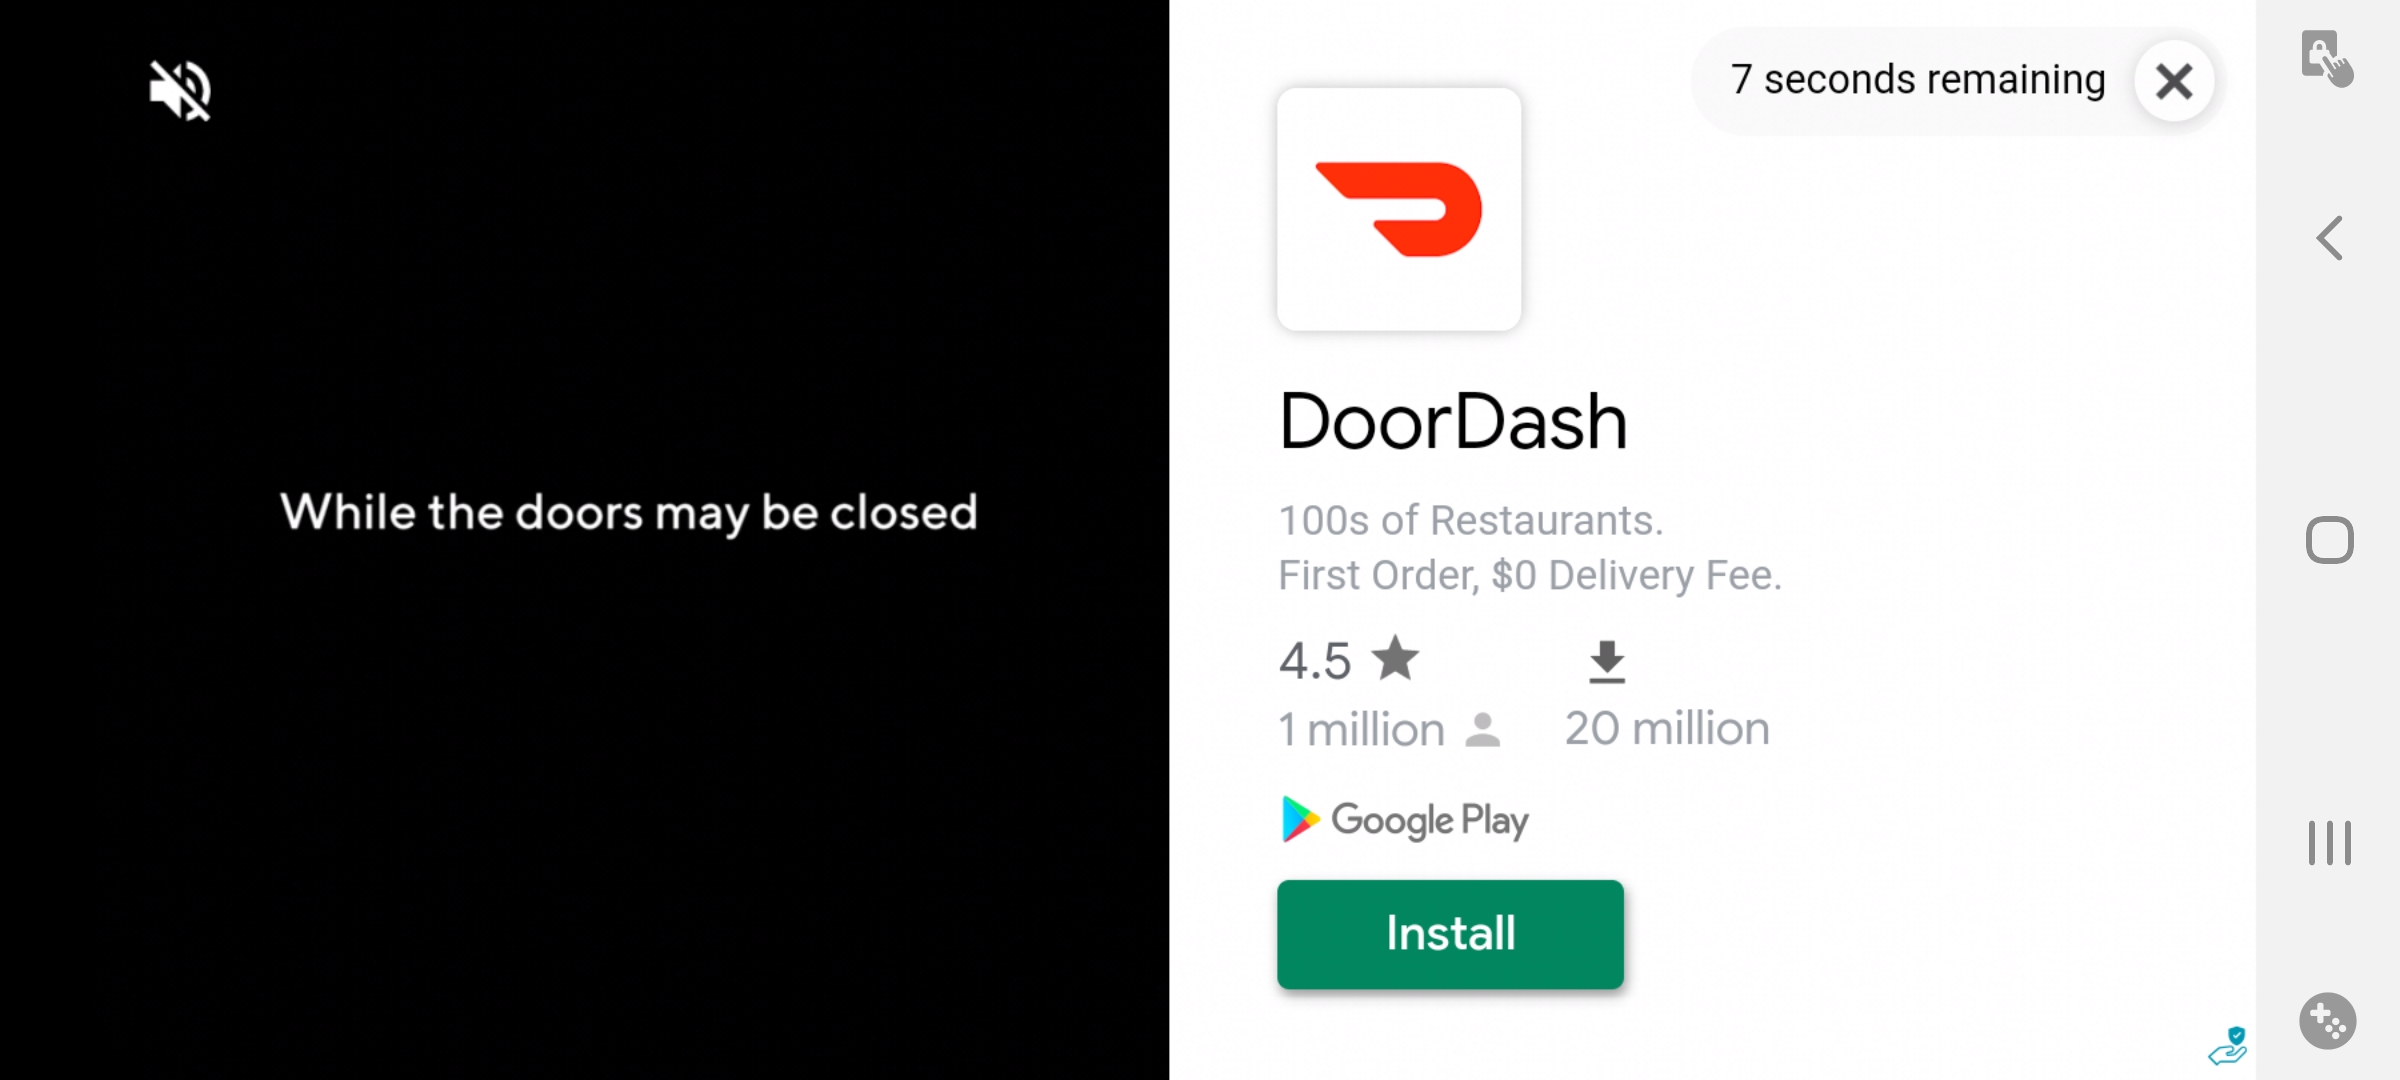 While the doors may be closed
7 seconds remaining
DoorDash
100s of Restaurants.
First Order, $0 Delivery Fee.
4.5
1 million
20 million
Google Play
Install